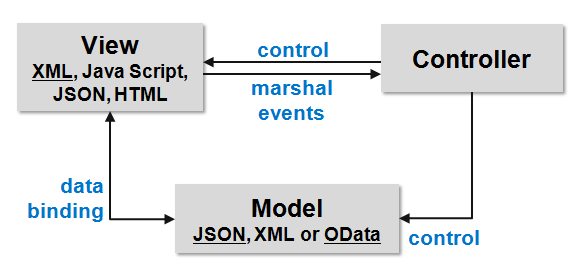 View
XML, Java Script,
JSON, HTML
control
marshal
events
Controller
data
binding
Model
JSON, XML or OData
control